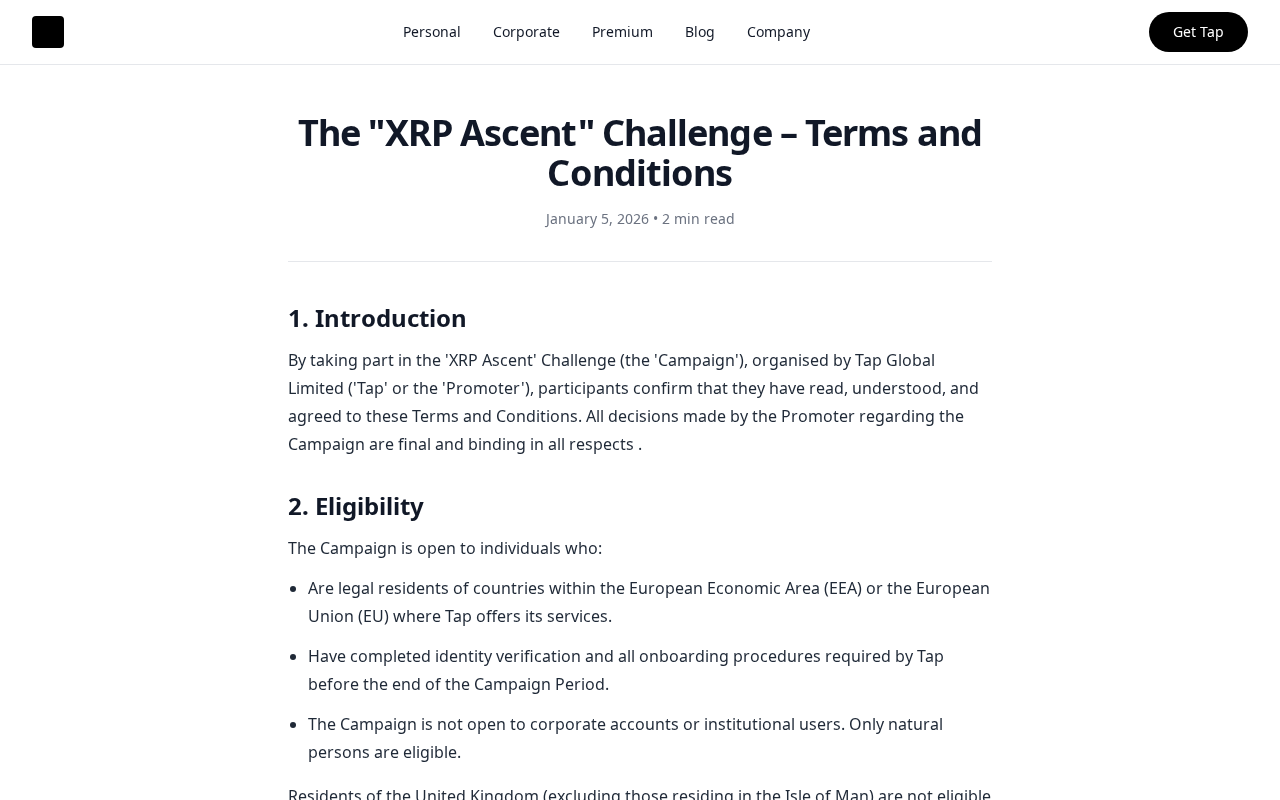 Personal
Corporate
Premium
Blog
Company
Get Tap
The "XRP Ascent" Challenge – Terms and
Conditions
January 5, 2026 • 2 min read
1. Introduction
By taking part in the 'XRP Ascent' Challenge (the 'Campaign'), organised by Tap Global
Limited ('Tap' or the 'Promoter'), participants confirm that they have read, understood, and
agreed to these Terms and Conditions. All decisions made by the Promoter regarding the
Campaign are final and binding in all respects .
2. Eligibility
The Campaign is open to individuals who:
• Are legal residents of countries within the European Economic Area (EEA) or the European
Union (EU) where Tap offers its services.
• Have completed identity verification and all onboarding procedures required by Tap
before the end of the Campaign Period.
• The Campaign is not open to corporate accounts or institutional users. Only natural
persons are eligible.
Residents of the United Kingdom (excluding those residing in the Isle of Man) are not eligible